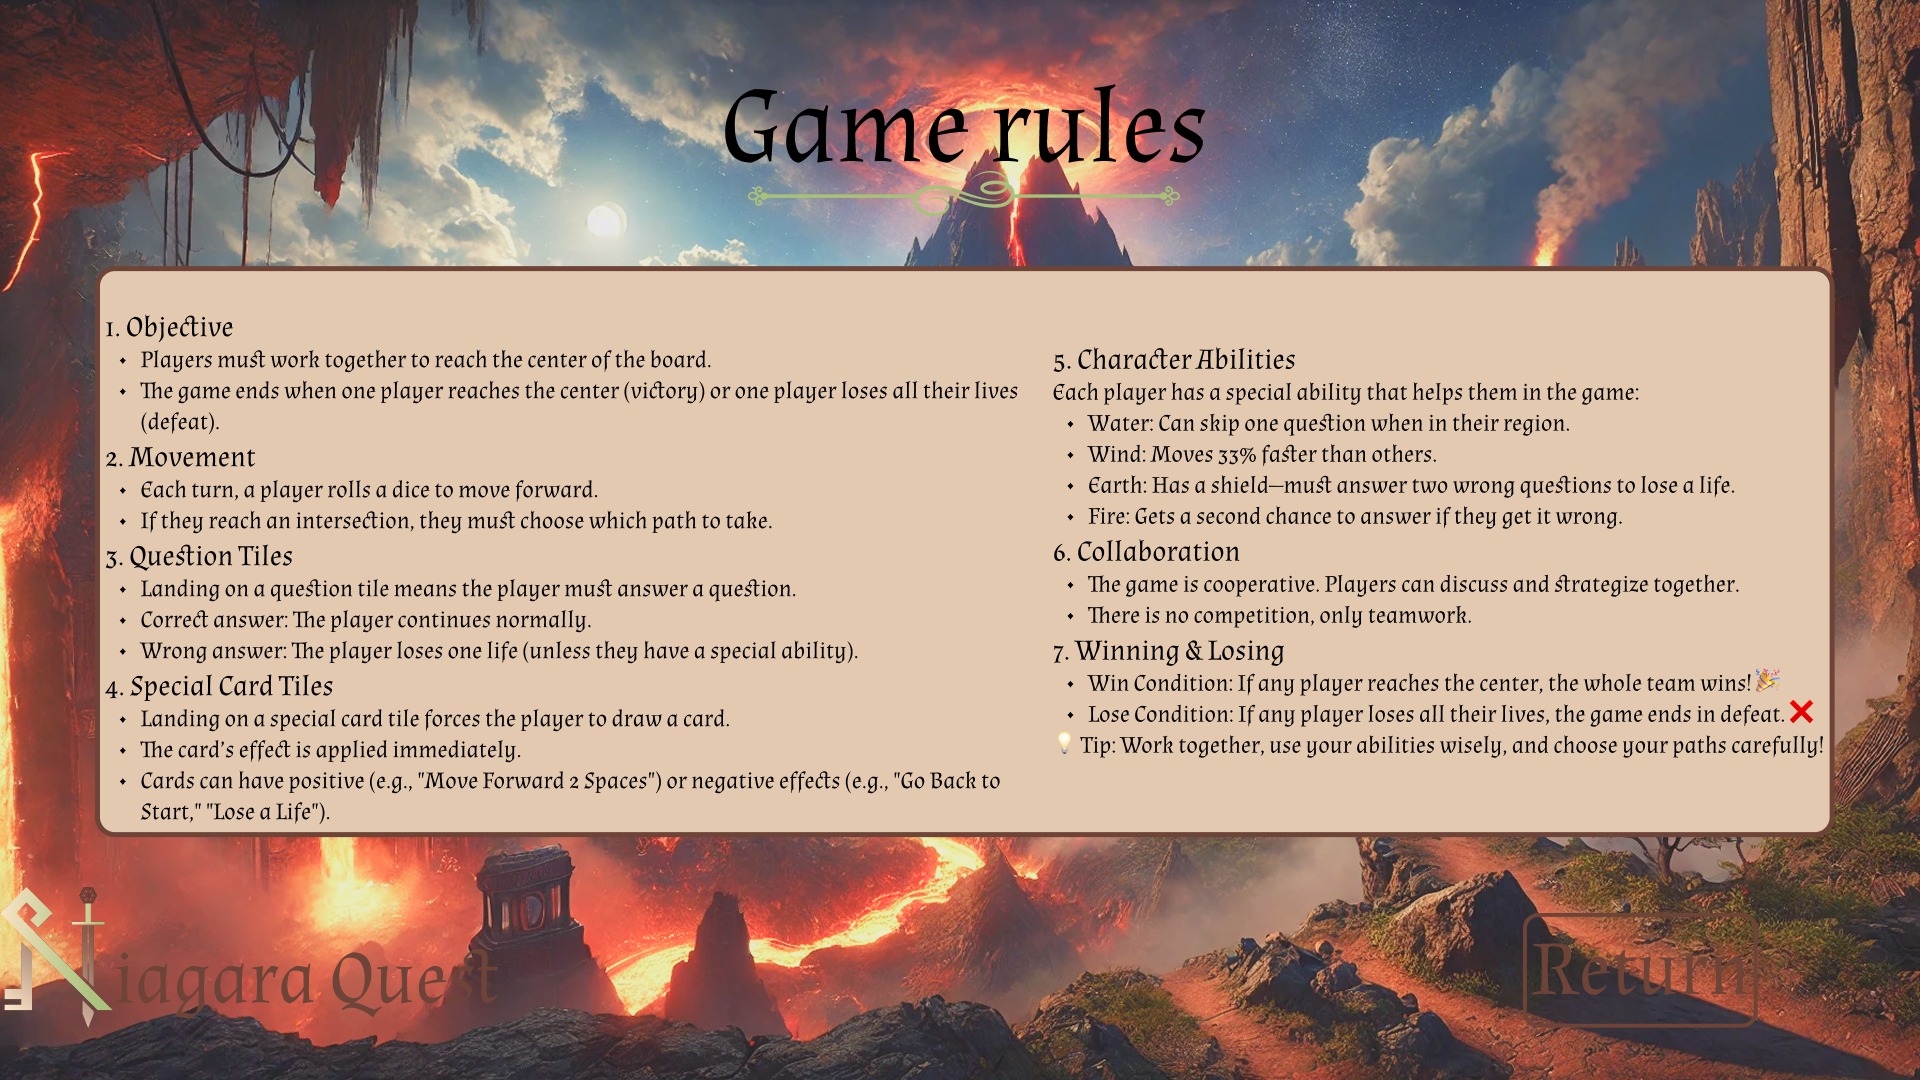 Game rules
1. Objective
• Players must work together to reach the center of the board.
• The game ends when one player reaches the center (victory) or one player loses all their lives
(defeat).
2. Movement
• Each turn, a player rolls a dice to move forward.
• If they reach an intersection, they must choose which path to take.
3. Question Tiles
• Landing on a question tile means the player must answer a question.
• Correct answer: The player continues normally.
• Wrong answer: The player loses one life (unless they have a special ability).
4. Special Card Tiles
• Landing on a special card tile forces the player to draw a card.
• The card's effect is applied immediately.
• Cards can have positive (e.g., "Move Forward 2 Spaces") or negative effects (e.g., "Go Back to
Start," "Lose a Life").
5. Character Abilities
Each player has a special ability that helps them in the game:
• Water: Can skip one question when in their region.
• Wind: Moves 33% faster than others.
• Earth: Has a shield—must answer two wrong questions to lose a life.
• Fire: Gets a second chance to answer if they get it wrong.
6. Collaboration
• The game is cooperative. Players can discuss and strategize together.
• There is no competition, only teamwork.
7. Winning & Losing
• Win Condition: If any player reaches the center, the whole team wins! 🎉
• Lose Condition: If any player loses all their lives, the game ends in defeat. ❌
💡 Tip: Work together, use your abilities wisely, and choose your paths carefully!
Niagara Quest
Return